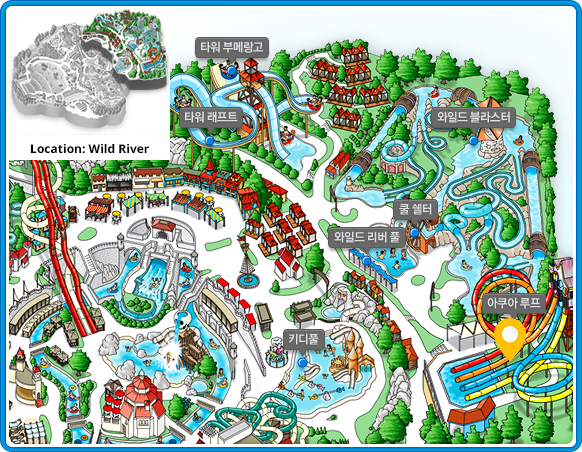 타워 부메랑고
타워 래프트
와일드 블라스터
Location: Wild River
쿨 쉘터
와일드 리버 풀
아쿠아 루프
키디풀